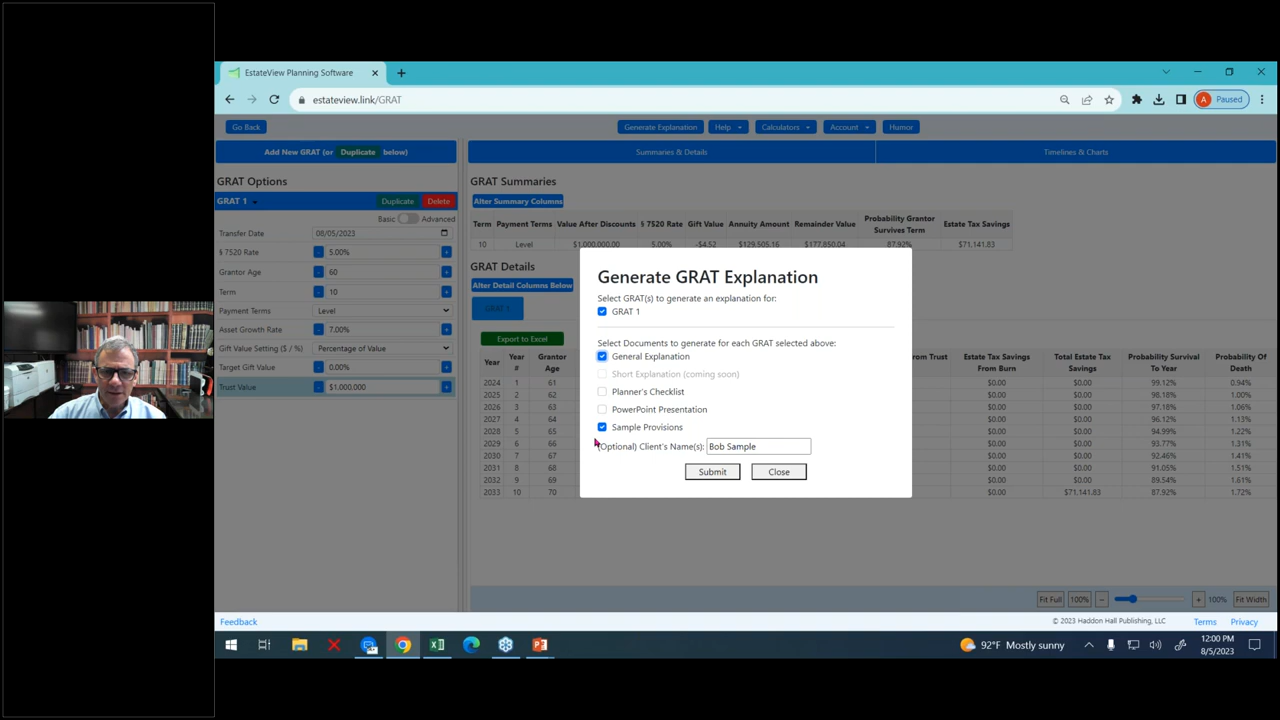 EstateView Planning Software
estateview.link/GRAT
A Paused
Go Back Generate Explanation Help Calculators Account Humor
Add New GRAT (or Duplicate below)
Summaries & Details Timelines & Charts
GRAT Options
GRAT 1 Duplicate Delete
Basic Advanced
Transfer Date 08/05/2023
§ 7520 Rate - 5.00% +
Grantor Age - 60 +
Term - 10 +
Payment Terms Level
Asset Growth Rate - 7.00% +
Gift Value Setting ($ / %) Percentage of Value
Target Gift Value - 0.00% +
Trust Value - $1,000,000 +
GRAT Summaries
Alter Summary Columns
Term Payment Terms Value After Discounts § 7520 Rate Gift Value Annuity Amount Remainder Value Probability Grantor Survives Term Estate Tax Savings
10 Level $1,000,000.00 5.00% -$4.52 $129,505.16 $177,850.04 87.92% $71,141.83
GRAT Details
Alter Detail Columns Below
GRAT 1
Export to Excel
Year Year # Grantor Age From Trust Estate Tax Savings From Burn Total Estate Tax Savings Probability Survival To Year Probability Of Death
2024 1 61 $0.00 $0.00 99.12% 0.94%
2025 2 62 $0.00 $0.00 98.18% 1.00%
2026 3 63 $0.00 $0.00 97.18% 1.06%
2027 4 64 $0.00 $0.00 96.12% 1.13%
2028 5 65 $0.00 $0.00 94.99% 1.22%
2029 6 66 $0.00 $0.00 93.77% 1.31%
2030 7 67 $0.00 $0.00 92.46% 1.41%
2031 8 68 $0.00 $0.00 91.05% 1.51%
2032 9 69 $0.00 $0.00 89.54% 1.61%
2033 10 70 $0.00 $71,141.83 87.92% 1.72%
Generate GRAT Explanation
Select GRAT(s) to generate an explanation for:
GRAT 1
Select Documents to generate for each GRAT selected above:
General Explanation
Short Explanation (coming soon)
Planner's Checklist
PowerPoint Presentation
Sample Provisions
(Optional) Client's Name(s): Bob Sample
Submit Close
Fit Full 100% - + 100% Fit Width
Feedback
© 2023 Haddon Hall Publishing, LLC Terms Privacy
92°F Mostly sunny
12:00 PM
8/5/2023